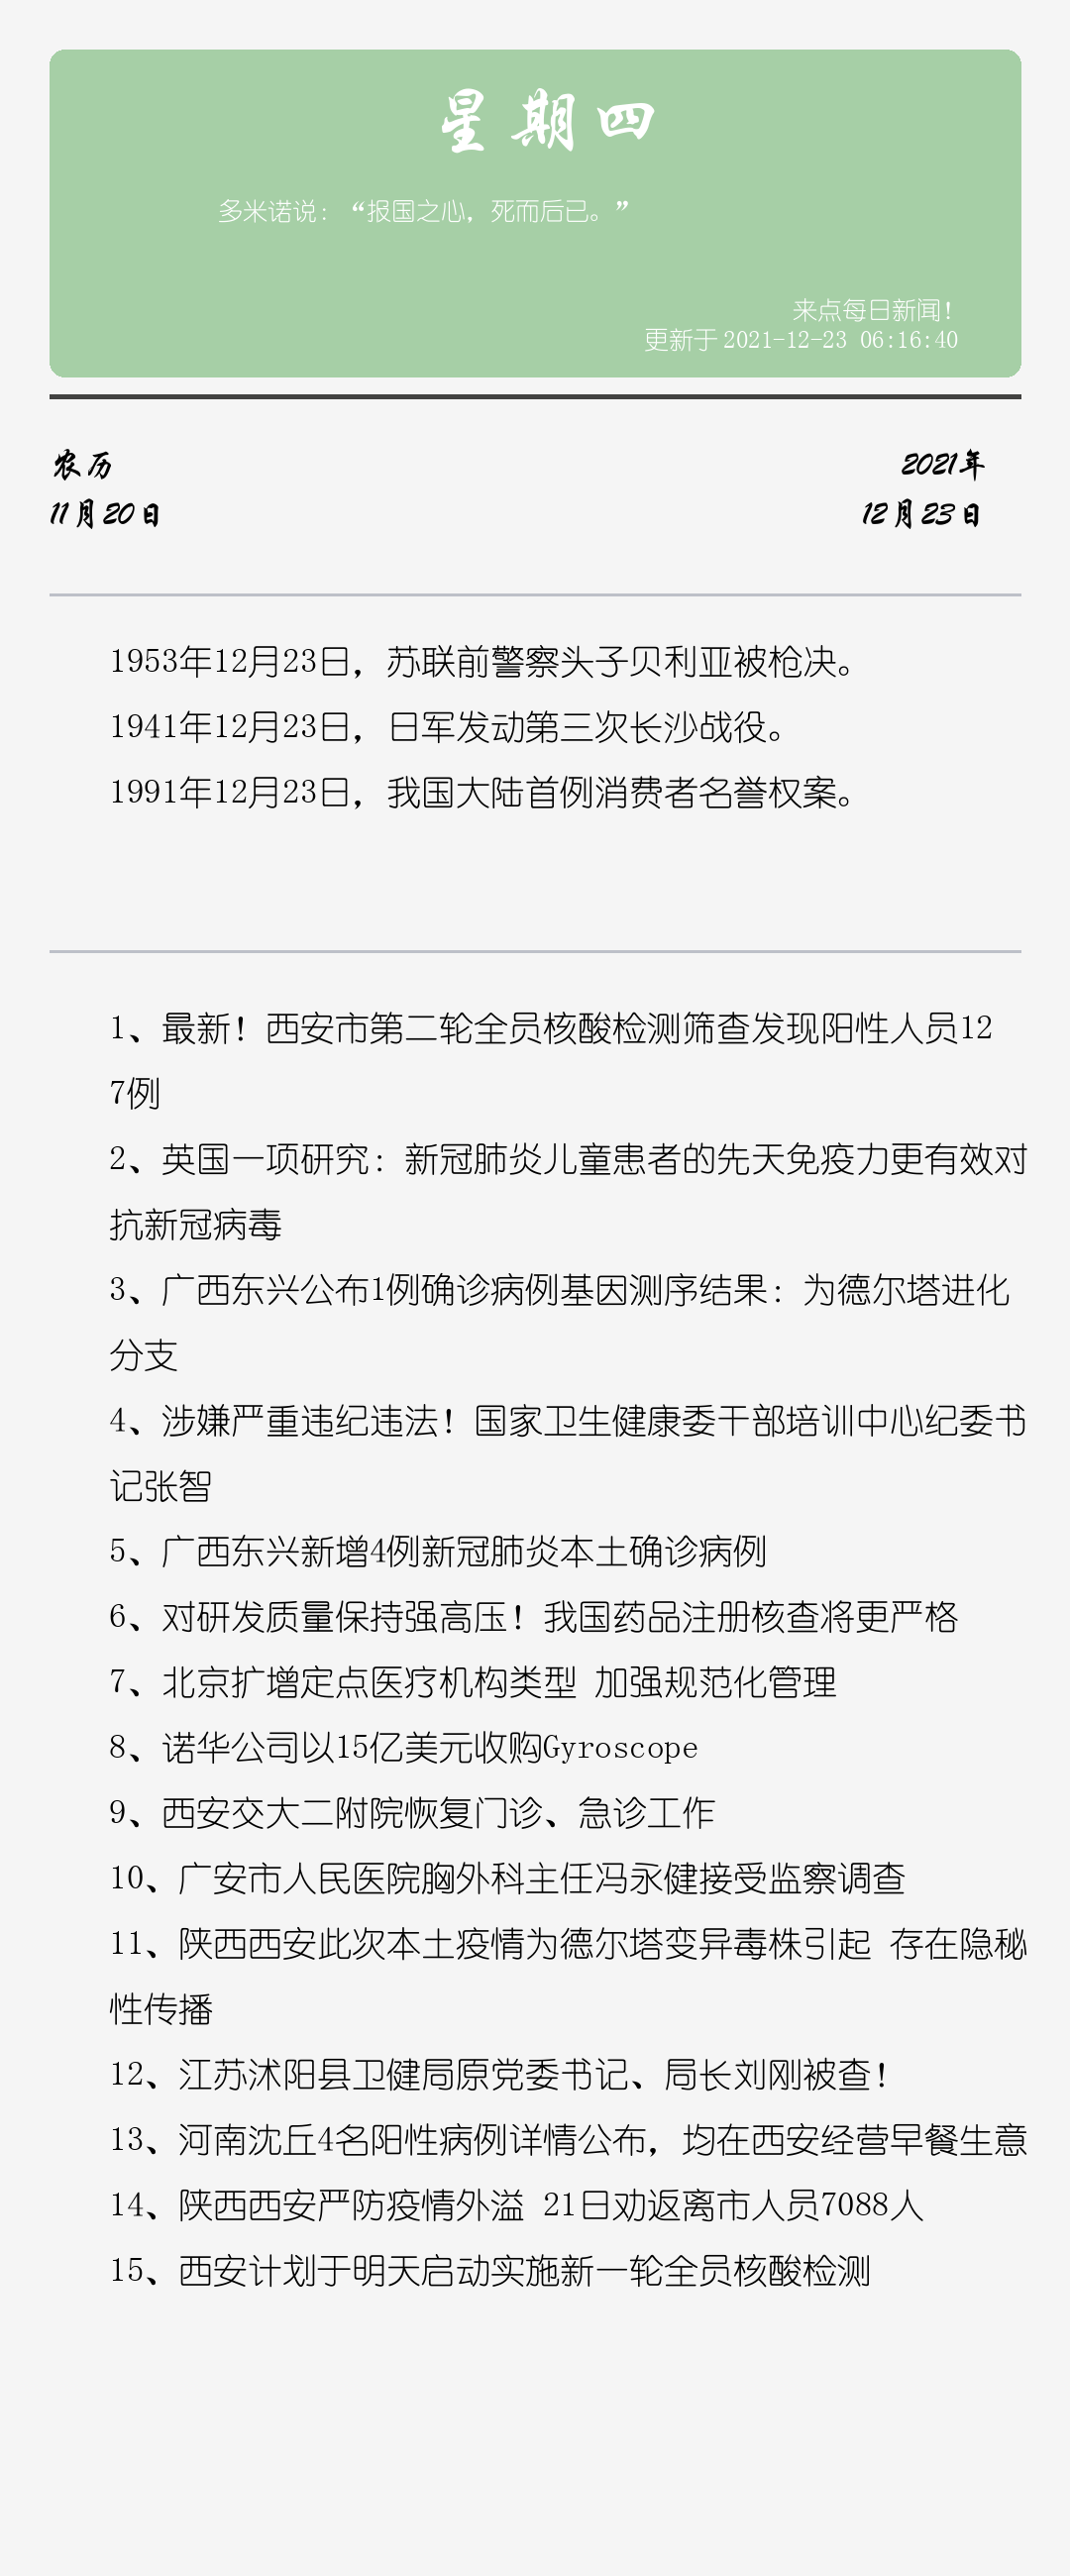 星期四
多米诺说：“报国之心，死而后已。”
来点每日新闻！
更新于 2021-12-23 06:16:40
农历
2021年
11月20日
12月23日
1953年12月23日，苏联前警察头子贝利亚被枪决。
1941年12月23日，日军发动第三次长沙战役。
1991年12月23日，我国大陆首例消费者名誉权案。
1、最新！西安市第二轮全员核酸检测筛查发现阳性人员12
7例
2、英国一项研究：新冠肺炎儿童患者的先天免疫力更有效对
抗新冠病毒
3、广西东兴公布1例确诊病例基因测序结果：为德尔塔进化
分支
4、涉嫌严重违纪违法！国家卫生健康委干部培训中心纪委书
记张智
5、广西东兴新增4例新冠肺炎本土确诊病例
6、对研发质量保持强高压！我国药品注册核查将更严格
7、北京扩增定点医疗机构类型 加强规范化管理
8、诺华公司以15亿美元收购Gyroscope
9、西安交大二附院恢复门诊、急诊工作
10、广安市人民医院胸外科主任冯永健接受监察调查
11、陕西西安此次本土疫情为德尔塔变异毒株引起 存在隐秘
性传播
12、江苏沭阳县卫健局原党委书记、局长刘刚被查！
13、河南沈丘4名阳性病例详情公布，均在西安经营早餐生意
14、陕西西安严防疫情外溢 21日劝返离市人员7088人
15、西安计划于明天启动实施新一轮全员核酸检测